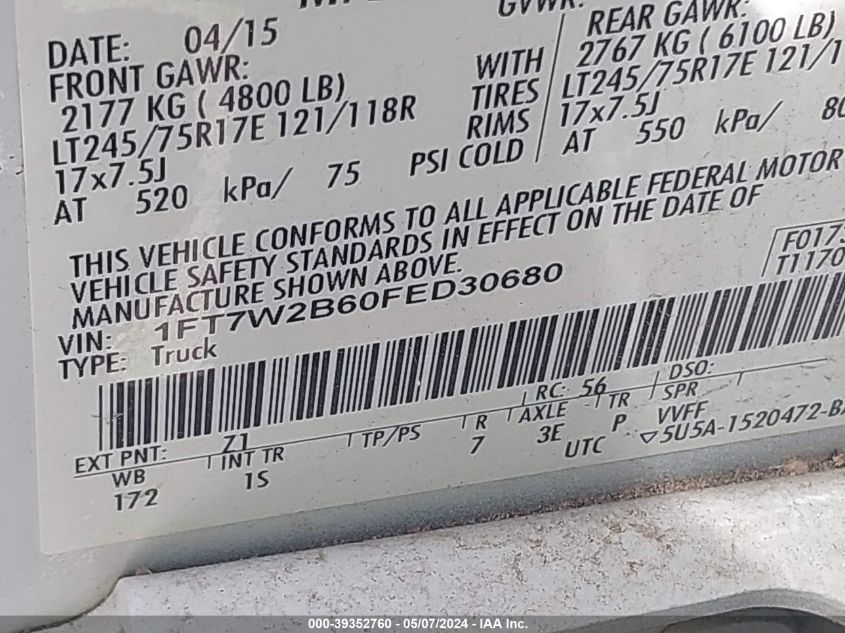 GVWR:
DATE: 04/15
FRONT GAWR:
2177 KG ( 4800 LB)
LT245/75R17E 121/118R
17x7.5J
AT 520 kPa/ 75 PSI COLD
WITH
TIRES
RIMS
REAR GAWR:
2767 KG ( 6100 LB)
LT245/75R17E 121/1
17x7.5J
AT 550 kPa/ 80
THIS VEHICLE CONFORMS TO ALL APPLICABLE FEDERAL MOTOR
VEHICLE SAFETY STANDARDS IN EFFECT ON THE DATE OF
MANUFACTURE SHOWN ABOVE.
F0173
T1170
VIN: 1FT7W2B60FED30680
TYPE: Truck
EXT PNT: Z1 RC: 56 DSO:
WB INT TR TP/PS R AXLE TR SPR
172 1S 7 3E P VVFF
UTC ▽5U5A-1520472-BA
000-39352760 — 05/07/2024 - IAA Inc.